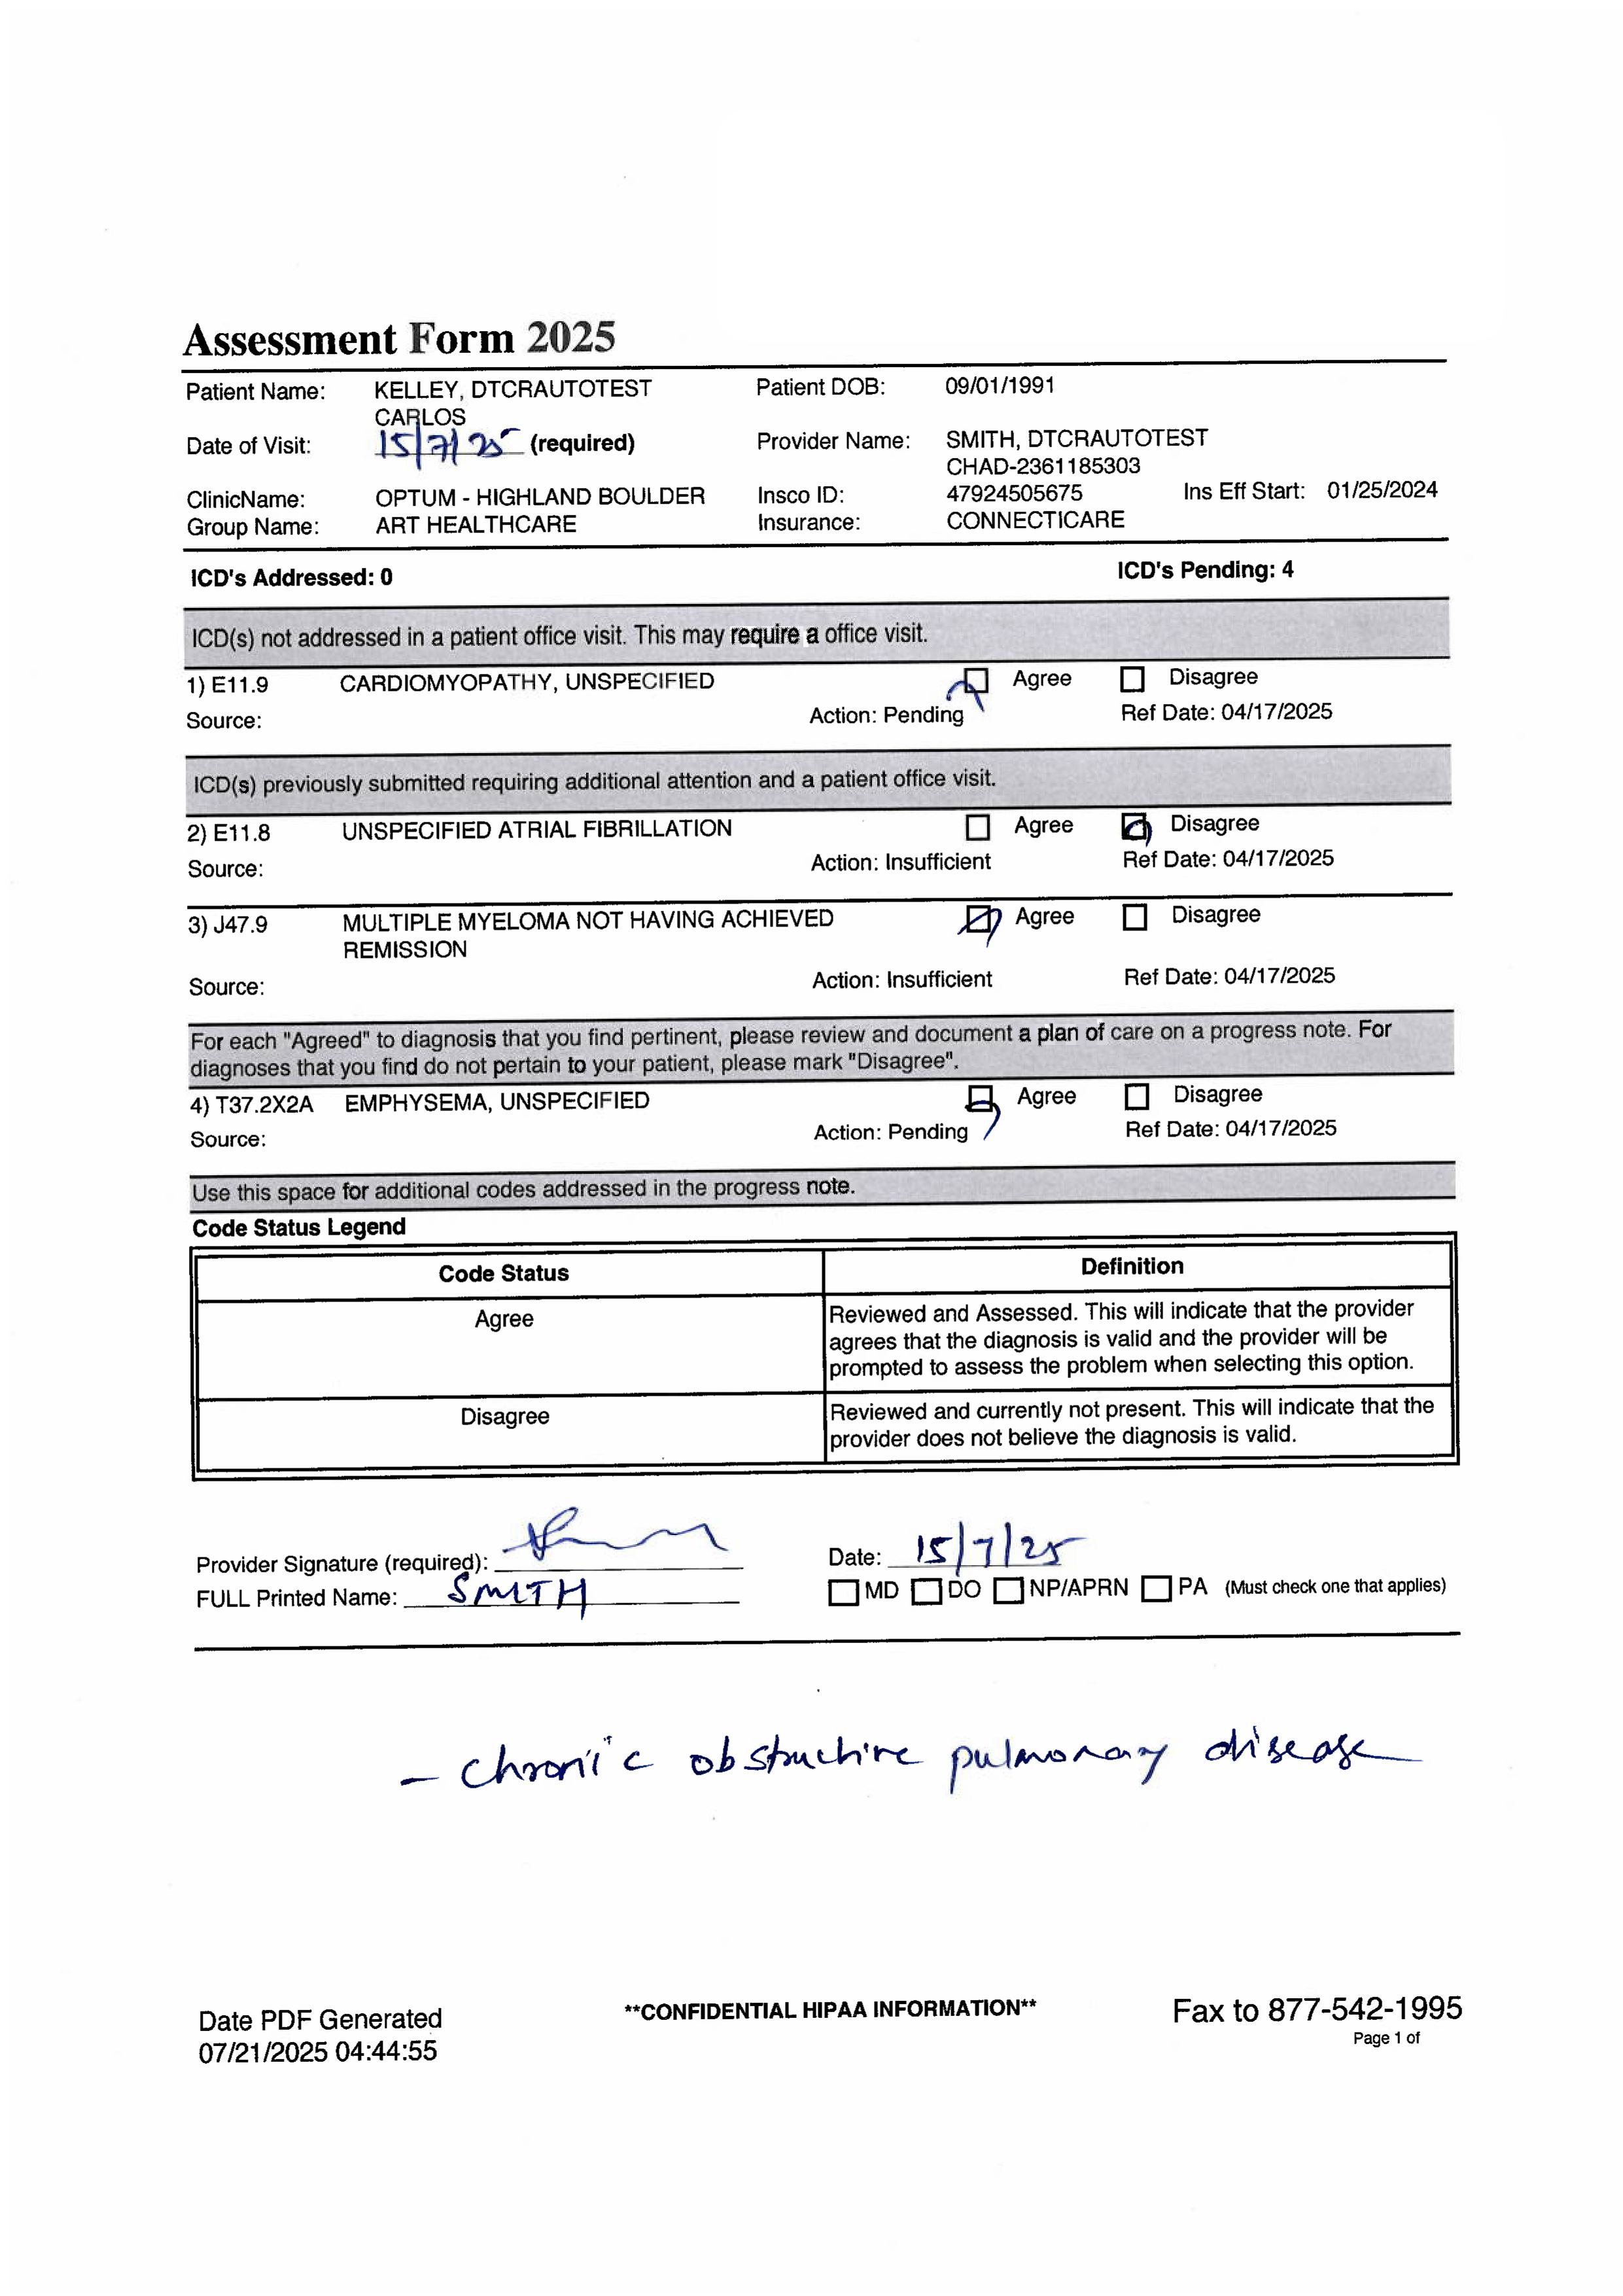 Assessment Form 2025
Patient Name: KELLEY, DTCRAUTOTEST CARLOS Patient DOB: 09/01/1991
Date of Visit: 15/7/25 (required) Provider Name: SMITH, DTCRAUTOTEST CHAD-2361185303
ClinicName: OPTUM - HIGHLAND BOULDER Insco ID: 47924505675 Ins Eff Start: 01/25/2024
Group Name: ART HEALTHCARE Insurance: CONNECTICARE
ICD's Addressed: 0 ICD's Pending: 4
ICD(s) not addressed in a patient office visit. This may require a office visit.
1) E11.9 CARDIOMYOPATHY, UNSPECIFIED Agree Disagree
Source: Action: Pending Ref Date: 04/17/2025
ICD(s) previously submitted requiring additional attention and a patient office visit.
2) E11.8 UNSPECIFIED ATRIAL FIBRILLATION Agree Disagree
Source: Action: Insufficient Ref Date: 04/17/2025
3) J47.9 MULTIPLE MYELOMA NOT HAVING ACHIEVED REMISSION Agree Disagree
Source: Action: Insufficient Ref Date: 04/17/2025
For each "Agreed" to diagnosis that you find pertinent, please review and document a plan of care on a progress note. For
diagnoses that you find do not pertain to your patient, please mark "Disagree".
4) T37.2X2A EMPHYSEMA, UNSPECIFIED Agree Disagree
Source: Action: Pending Ref Date: 04/17/2025
Use this space for additional codes addressed in the progress note.
Code Status Legend
Code Status Definition
Agree Reviewed and Assessed. This will indicate that the provider
agrees that the diagnosis is valid and the provider will be
prompted to assess the problem when selecting this option.
Disagree Reviewed and currently not present. This will indicate that the
provider does not believe the diagnosis is valid.
Provider Signature (required): Date: 15/7/25
FULL Printed Name: SMITH MD DO NP/APRN PA (Must check one that applies)
- chronic obstructive pulmonary disease
Date PDF Generated **CONFIDENTIAL HIPAA INFORMATION** Fax to 877-542-1995
07/21/2025 04:44:55 Page 1 of